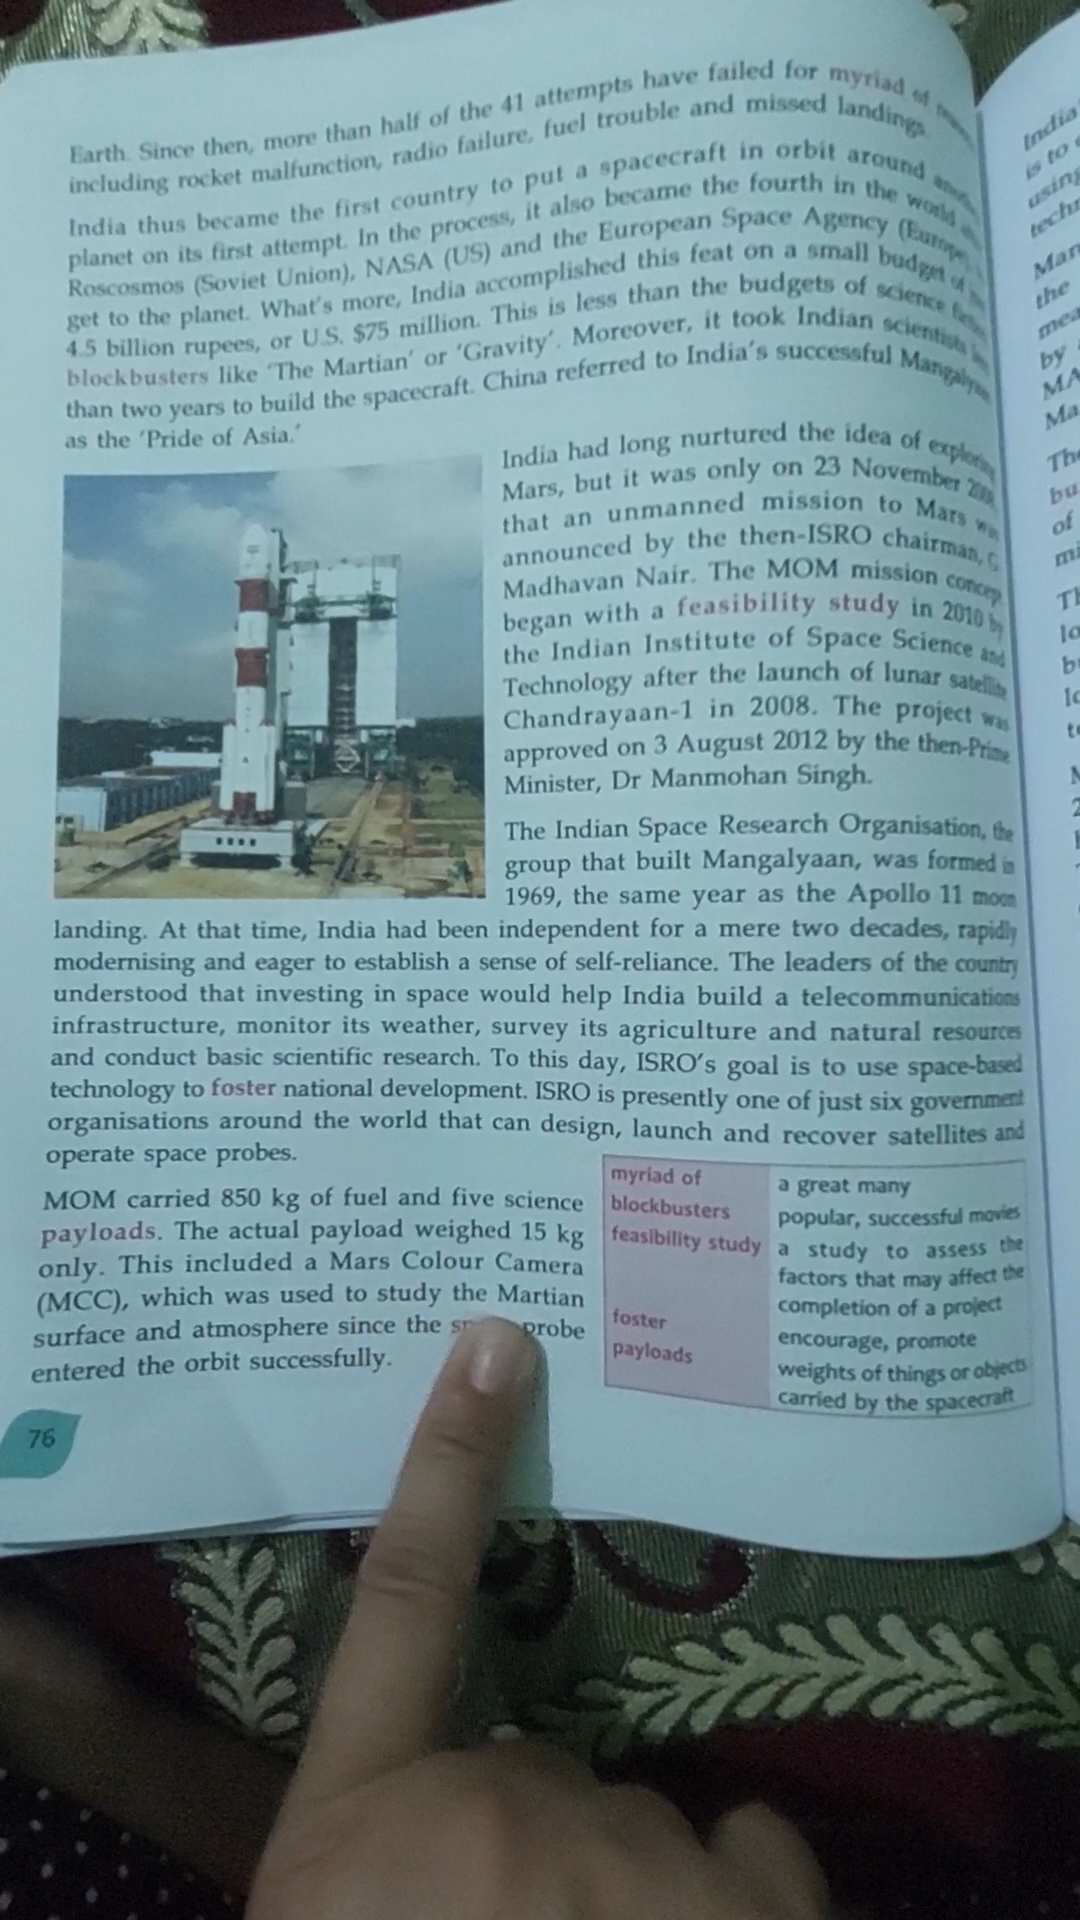 Earth. Since then, more than half of the 41 attempts have failed for myriad of
including rocket malfunction, radio failure, fuel trouble and missed landings.
India thus became the first country to put a spacecraft in orbit around
planet on its first attempt. In the process, it also became the fourth in the world
Roscosmos (Soviet Union), NASA (US) and the European Space Agency (Europe)
get to the planet. What's more, India accomplished this feat on a small budget of
4.5 billion rupees, or U.S. $75 million. This is less than the budgets of science fiction
blockbusters like 'The Martian' or 'Gravity'. Moreover, it took Indian scientists
than two years to build the spacecraft. China referred to India's successful Mangalyaan
as the 'Pride of Asia.'
India had long nurtured the idea of exploring
Mars, but it was only on 23 November 2008
that an unmanned mission to Mars was
announced by the then-ISRO chairman, G
Madhavan Nair. The MOM mission concept
began with a feasibility study in 2010 by
the Indian Institute of Space Science and
Technology after the launch of lunar satellite
Chandrayaan-1 in 2008. The project was
approved on 3 August 2012 by the then-Prime
Minister, Dr Manmohan Singh.
The Indian Space Research Organisation, the
group that built Mangalyaan, was formed in
1969, the same year as the Apollo 11 moon
landing. At that time, India had been independent for a mere two decades, rapidly
modernising and eager to establish a sense of self-reliance. The leaders of the country
understood that investing in space would help India build a telecommunications
infrastructure, monitor its weather, survey its agriculture and natural resources
and conduct basic scientific research. To this day, ISRO's goal is to use space-based
technology to foster national development. ISRO is presently one of just six government
organisations around the world that can design, launch and recover satellites and
operate space probes.
MOM carried 850 kg of fuel and five science
payloads. The actual payload weighed 15 kg
only. This included a Mars Colour Camera
(MCC), which was used to study the Martian
surface and atmosphere since the probe
entered the orbit successfully.
myriad of a great many
blockbusters popular, successful movies
feasibility study a study to assess the
factors that may affect the
completion of a project
foster encourage, promote
payloads weights of things or objects
carried by the spacecraft
76
India
is to
using
Man
the
by
MA
Ma
of